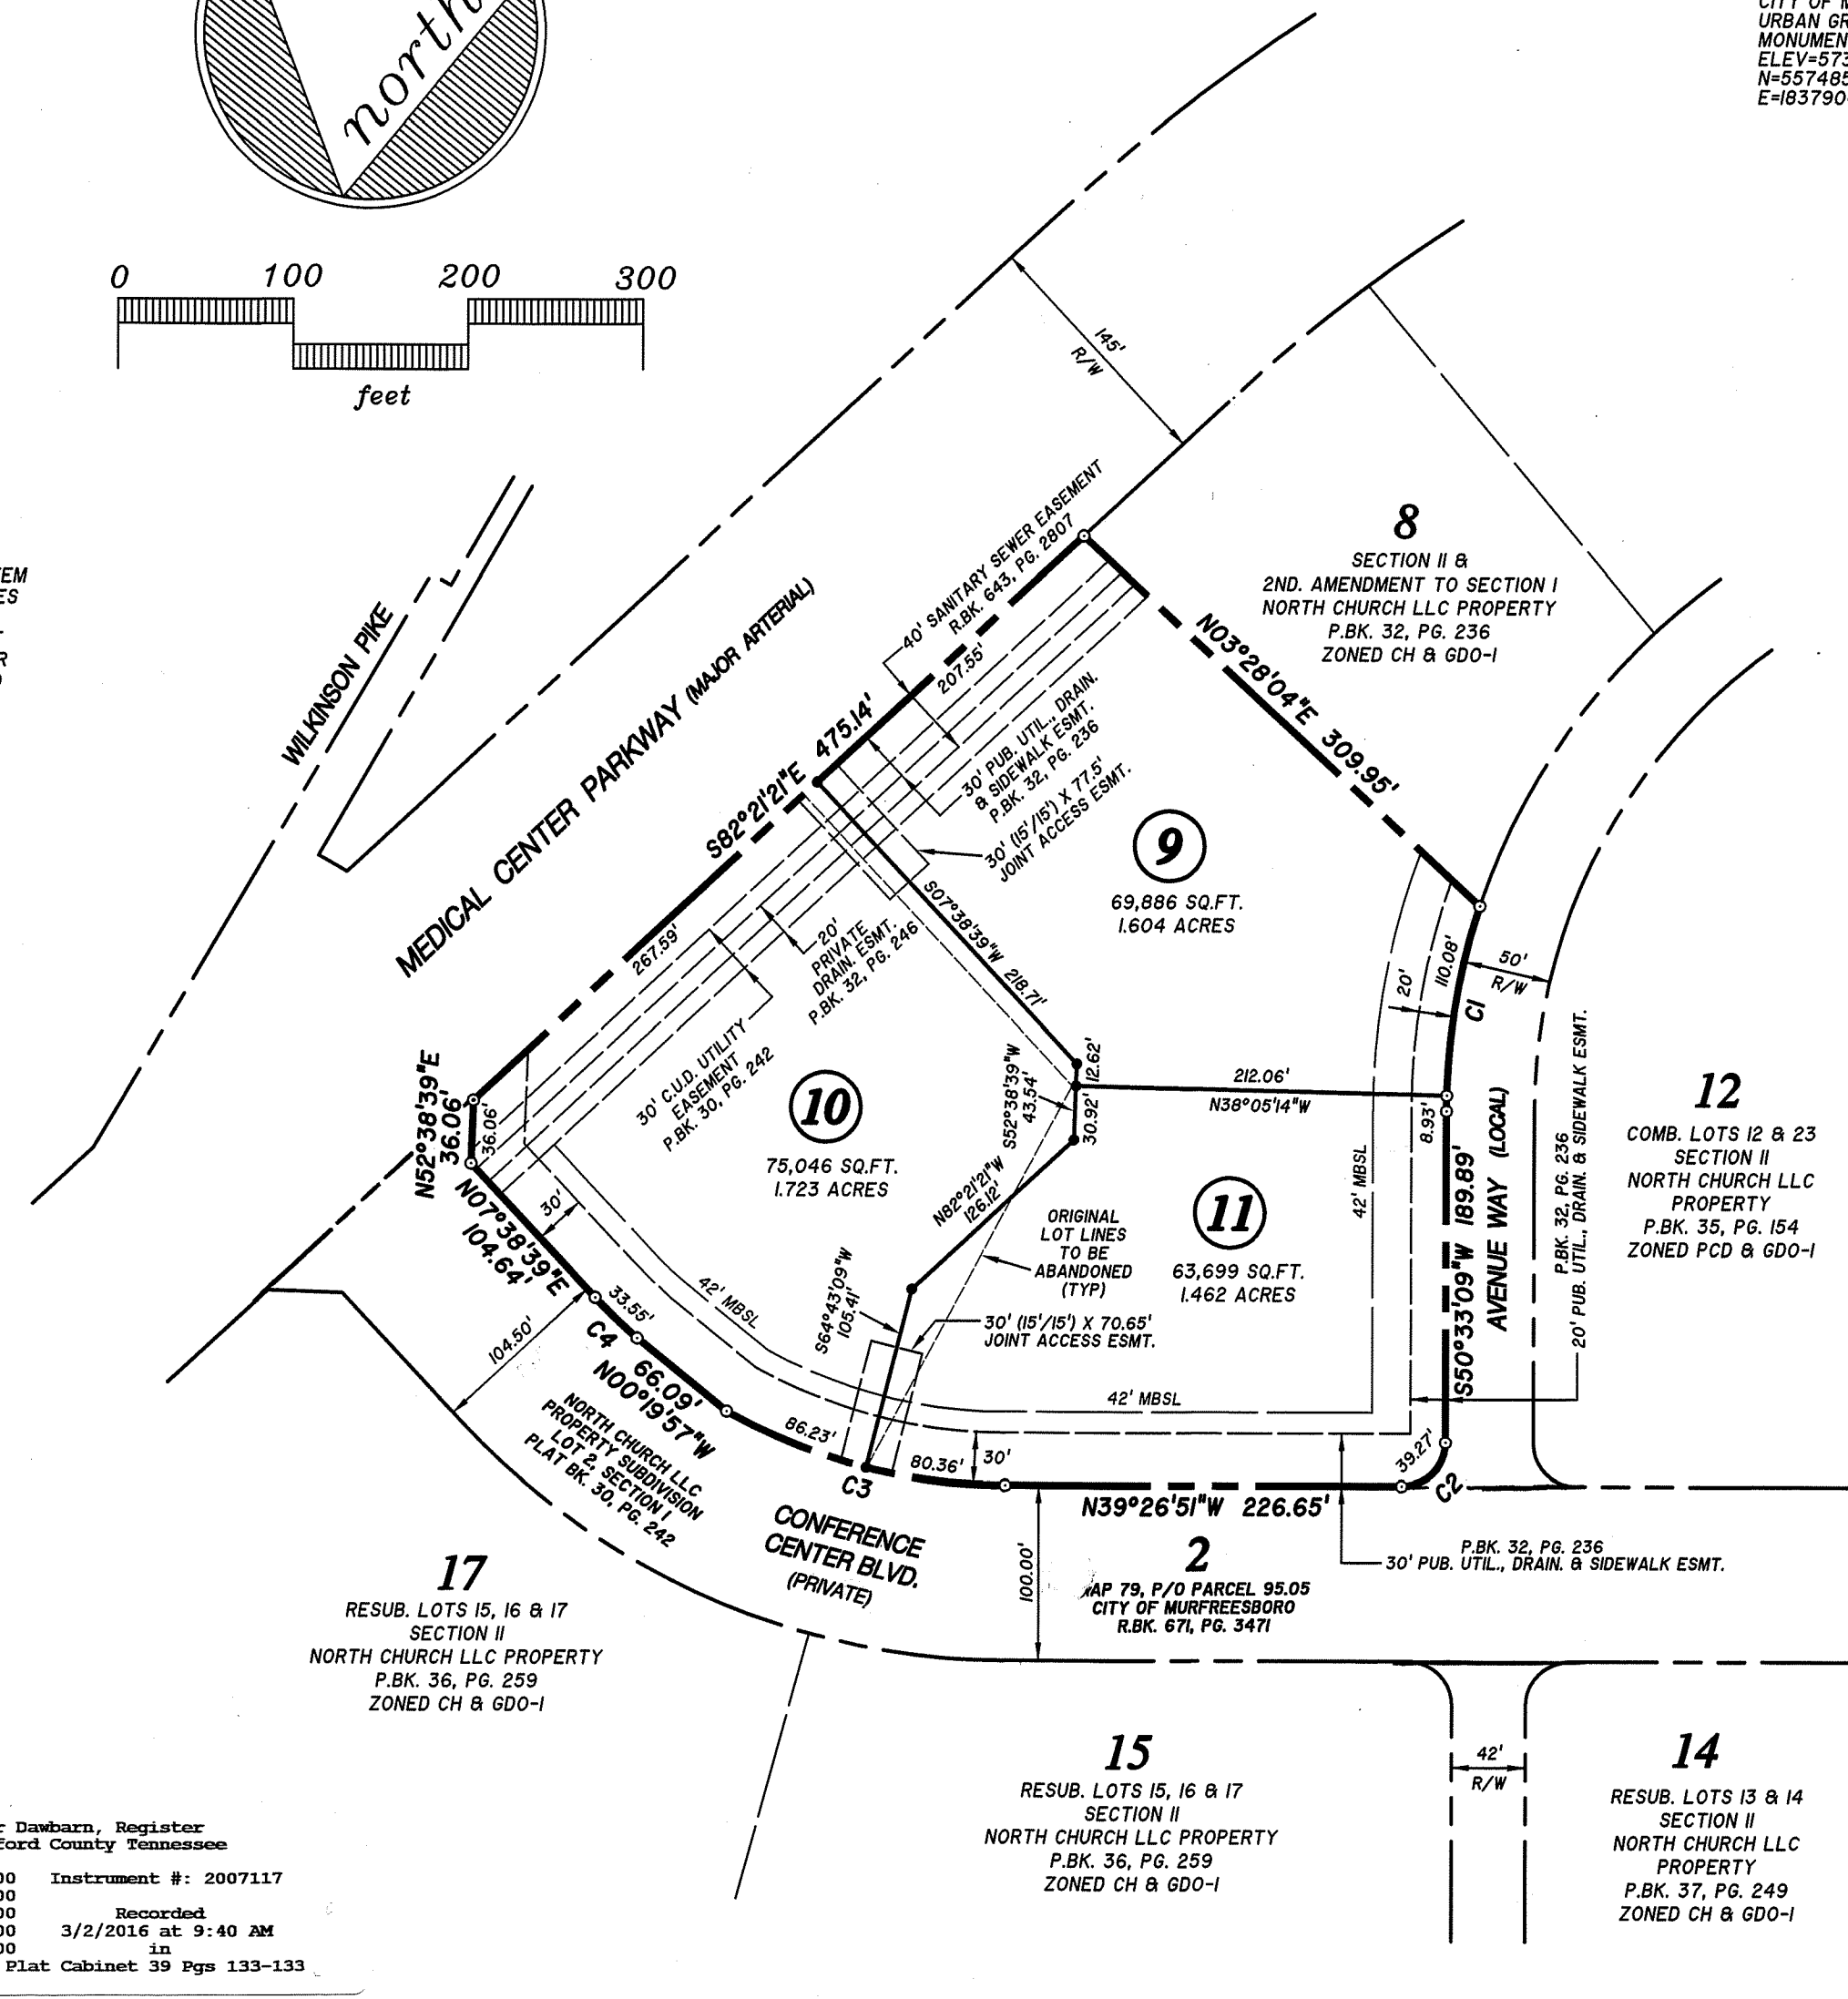 north
CITY OF
URBAN
MONUMEN
ELEV=573
N=557485
E=183790
0 100 200 300
feet
145'
R/W
WILKINSON PIKE
MEDICAL CENTER PARKWAY (MAJOR ARTERIAL)
40' SANITARY SEWER EASEMENT
R.BK. 643, PG. 2807
207.55'
S82°21'21"E 475.14'
30' PUB. UTIL., DRAIN.
& SIDEWALK ESMT.
P.BK. 32, PG. 236
30' (15'/15') X 77.5'
JOINT ACCESS ESMT.
8
SECTION II &
2ND. AMENDMENT TO SECTION I
NORTH CHURCH LLC PROPERTY
P.BK. 32, PG. 236
ZONED CH & GDO-I
N03°28'04"E 309.95'
9
69,886 SQ.FT.
1.604 ACRES
S07°38'39"W 218.71'
267.59'
20'
PRIVATE
DRAIN. ESMT.
P.BK. 32, PG. 246
30' C.U.D. UTILITY
EASEMENT
P.BK. 30, PG. 242
110.08'
20'
C1
50'
R/W
N52°38'39"E
36.06'
36.06'
10
75,046 SQ.FT.
1.723 ACRES
S52°38'39"W
43.54'
12.62'
30.92'
212.06'
N38°05'14"W
8.93'
42' MBSL
S50°33'09"W 189.89'
AVENUE WAY (LOCAL)
P.BK. 32, PG. 236
20' PUB. UTIL., DRAIN. & SIDEWALK ESMT.
12
COMB. LOTS 12 & 23
SECTION II
NORTH CHURCH LLC
PROPERTY
P.BK. 35, PG. 154
ZONED PCD & GDO-I
N07°38'39"E
104.64'
30'
N82°21'21"W
126.12'
ORIGINAL
LOT LINES
TO BE
ABANDONED
(TYP)
11
63,699 SQ.FT.
1.462 ACRES
S64°43'09"W
105.41'
30' (15'/15') X 70.65'
JOINT ACCESS ESMT.
42' MBSL
33.55'
C4
104.50'
66.09'
N00°19'57"W
42' MBSL
86.23'
C3
80.36'
30'
39.27'
C2
N39°26'51"W 226.65'
NORTH CHURCH LLC
PROPERTY SUBDIVISION
LOT 2, SECTION I
PLAT BK. 30, PG. 242
CONFERENCE
CENTER BLVD.
(PRIVATE)
100.00'
2
AP 79, P/O PARCEL 95.05
CITY OF MURFREESBORO
R.BK. 671, PG. 3471
P.BK. 32, PG. 236
30' PUB. UTIL., DRAIN. & SIDEWALK ESMT.
17
RESUB. LOTS 15, 16 & 17
SECTION II
NORTH CHURCH LLC PROPERTY
P.BK. 36, PG. 259
ZONED CH & GDO-I
15
RESUB. LOTS 15, 16 & 17
SECTION II
NORTH CHURCH LLC PROPERTY
P.BK. 36, PG. 259
ZONED CH & GDO-I
42'
R/W
14
RESUB. LOTS 13 & 14
SECTION II
NORTH CHURCH LLC
PROPERTY
P.BK. 37, PG. 249
ZONED CH & GDO-I
Dawbarn, Register
ford County Tennessee
00 Instrument #: 2007117
00
00 Recorded
00 3/2/2016 at 9:40 AM
00 in
Plat Cabinet 39 Pgs 133-133